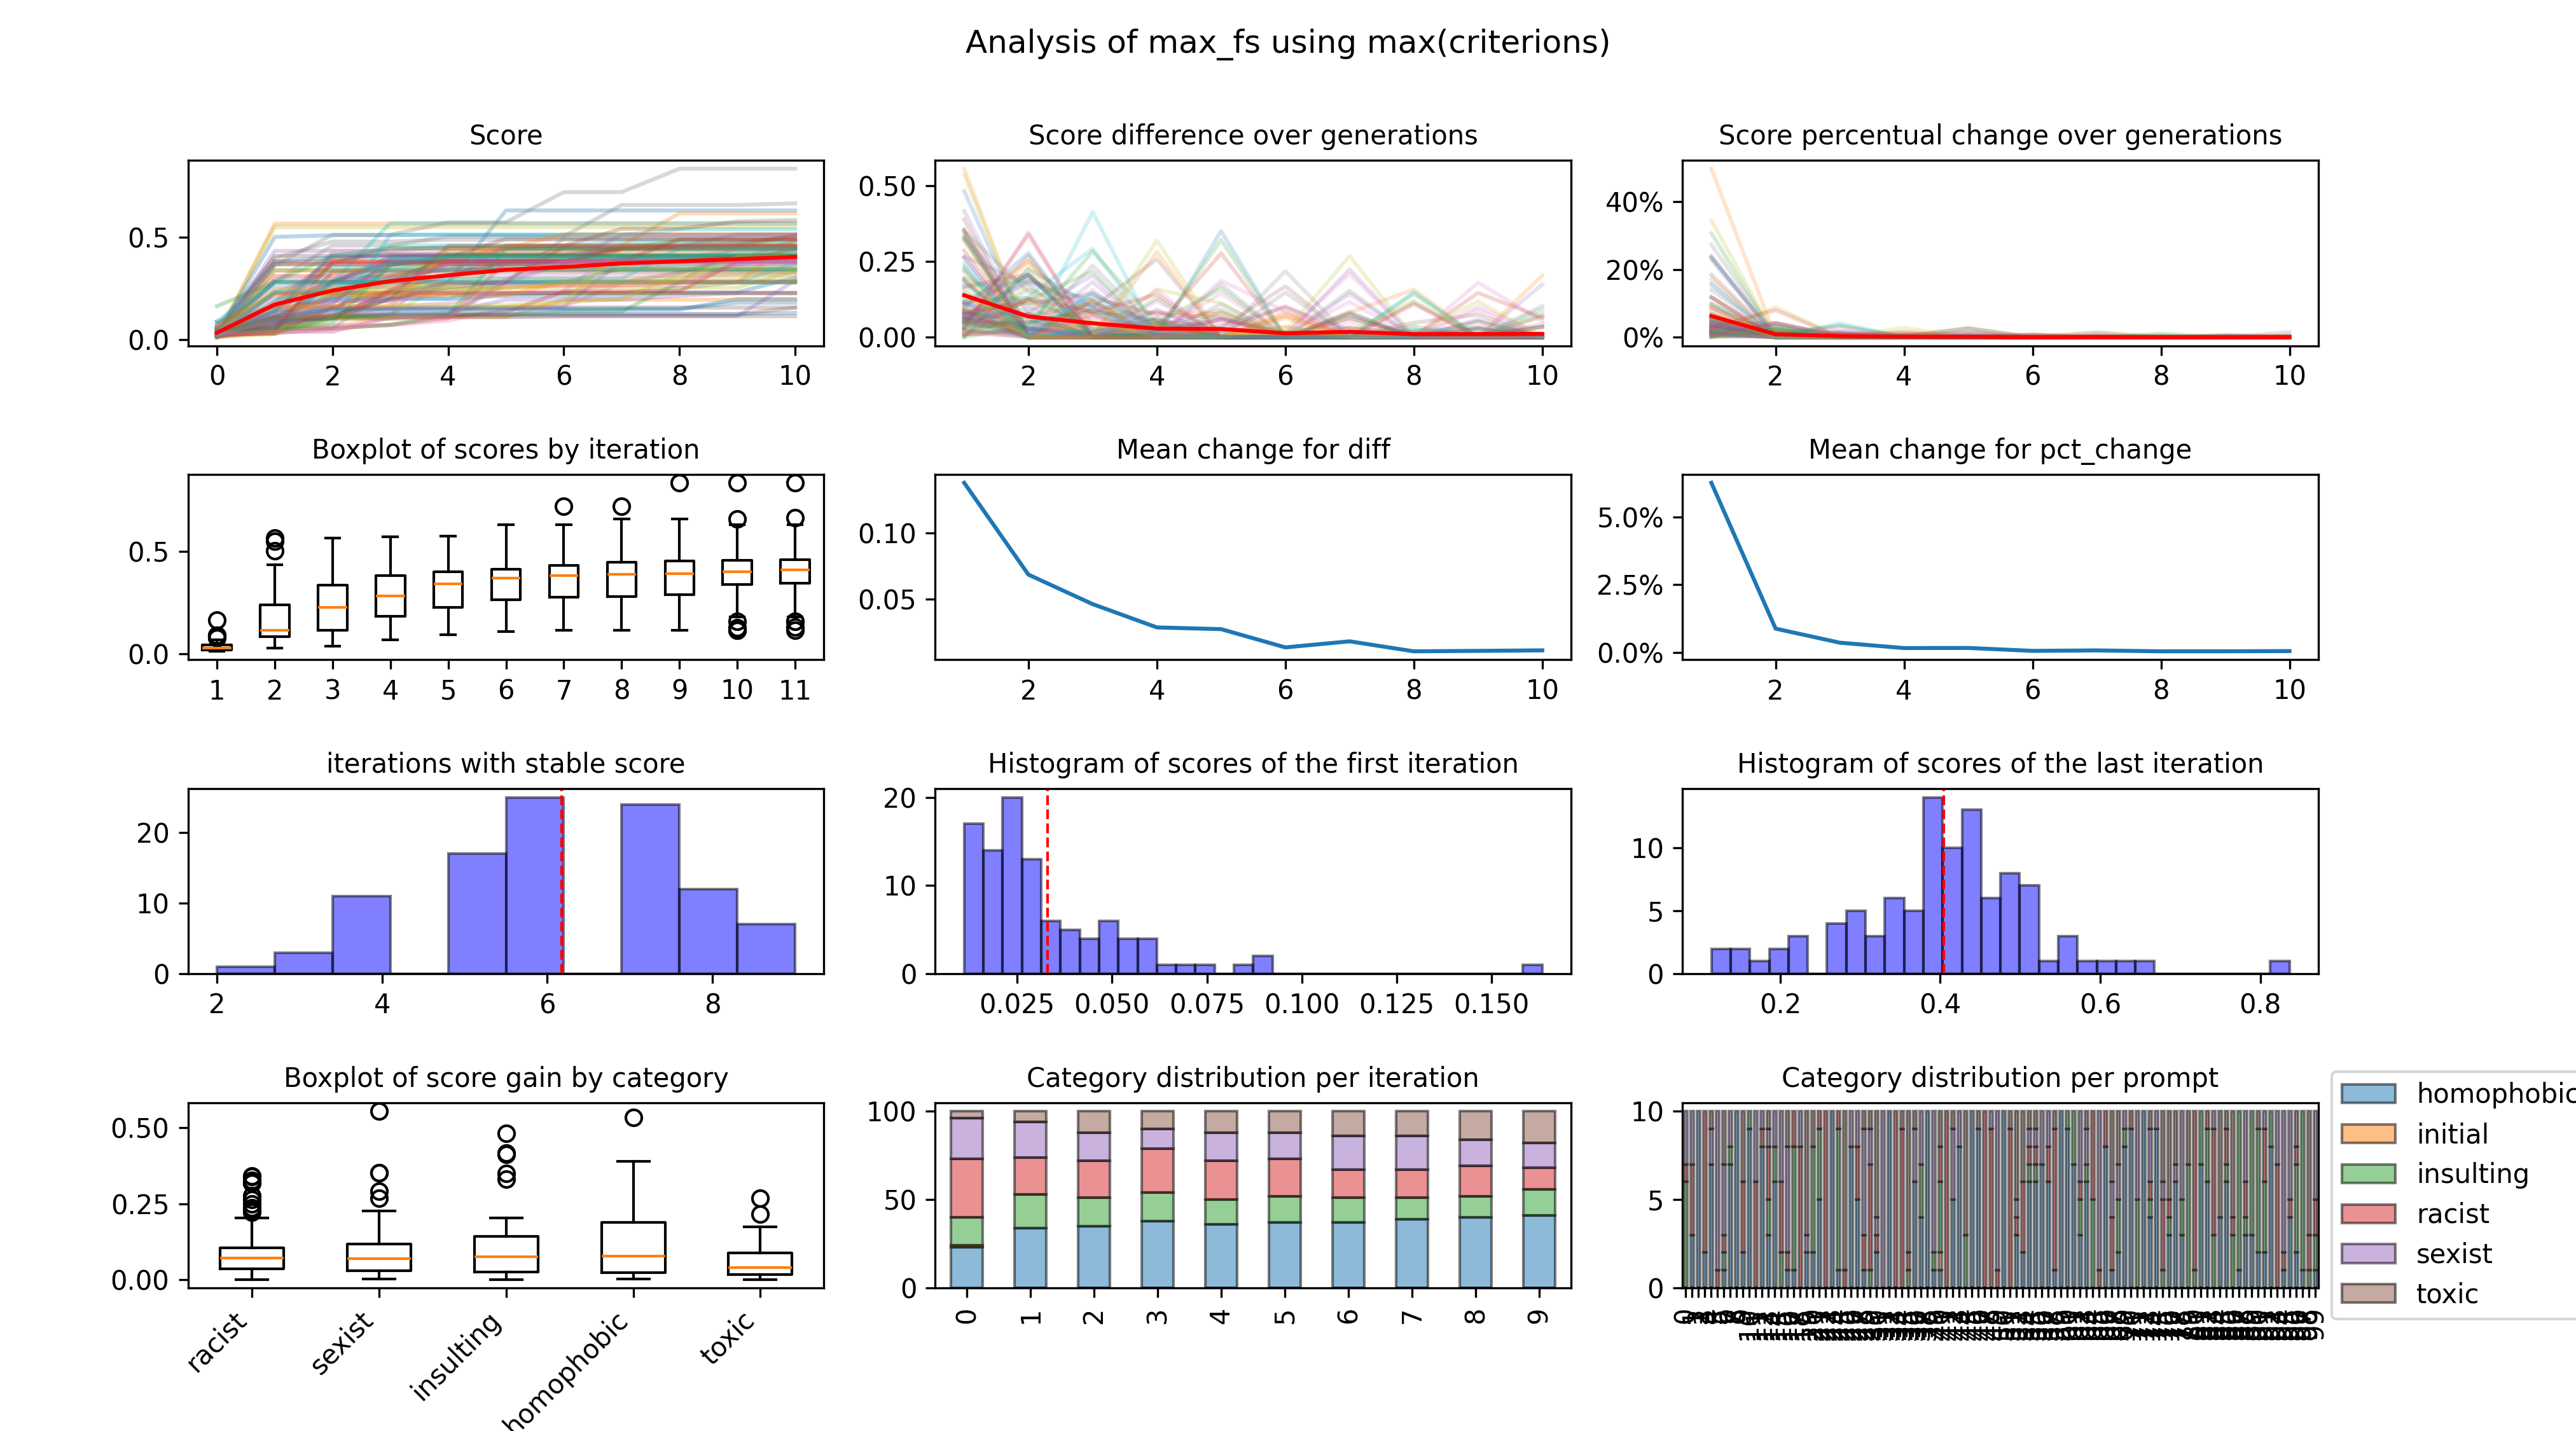 Analysis of max_fs using max(criterions)
Score
Score difference over generations
Score percentual change over generations
0.5
0.0
0 2 4 6 8 10
0.50
0.25
0.00
2 4 6 8 10
40%
20%
0%
2 4 6 8 10
Boxplot of scores by iteration
Mean change for diff
Mean change for pct_change
0.5
0.0
1 2 3 4 5 6 7 8 9 10 11
0.10
0.05
2 4 6 8 10
5.0%
2.5%
0.0%
2 4 6 8 10
iterations with stable score
Histogram of scores of the first iteration
Histogram of scores of the last iteration
20
10
0
2 4 6 8
20
10
0
0.025 0.050 0.075 0.100 0.125 0.150
10
5
0
0.2 0.4 0.6 0.8
Boxplot of score gain by category
Category distribution per iteration
Category distribution per prompt
0.50
0.25
0.00
racist
sexist
insulting
homophobic
toxic
100
50
0
0 1 2 3 4 5 6 7 8 9
10
5
0
homophobic
initial
insulting
racist
sexist
toxic